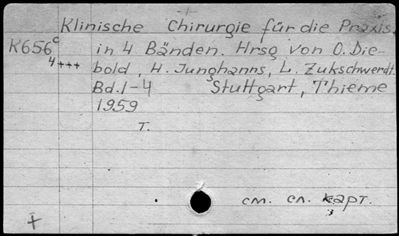 Klinische Chirurgie für die Praxis
K656c in 4 Bänden. Hrsg von O. Die-
4+++ bold, H. Junghanns, L. Zukschwerdt.
Bd. 1-4 Stuttgart, Thieme
1959
T.
см. сл. карт.
+